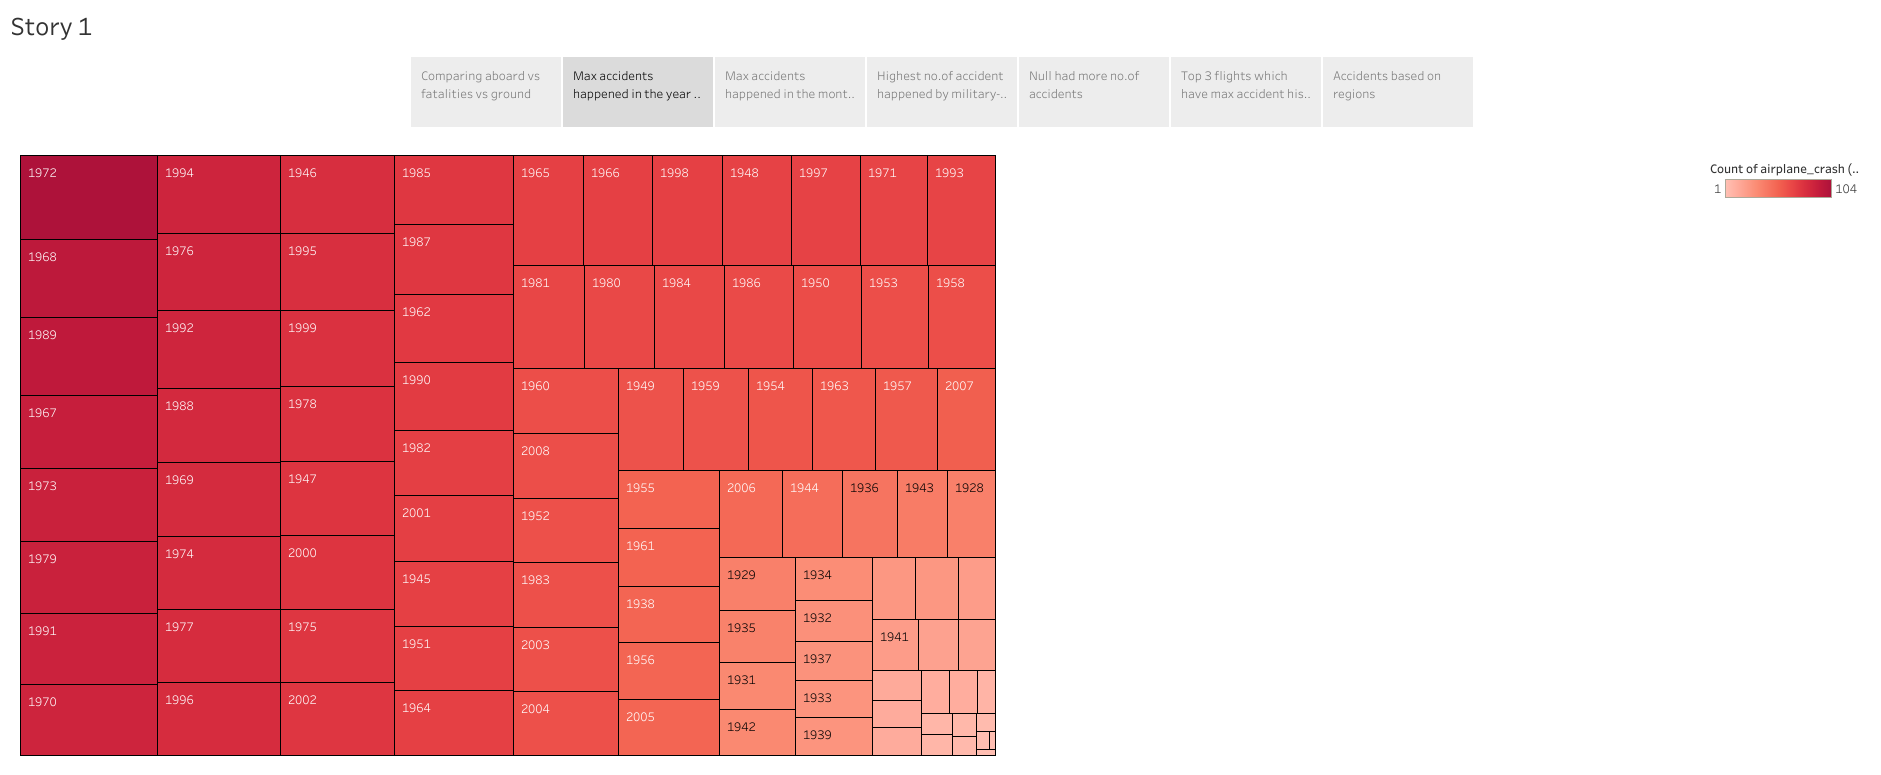 Story 1
Comparing aboard vs
fatalities vs ground
Max accidents
happened in the year ..
Max accidents
happened in the mont..
Highest no.of accident
happened by military-..
Null had more no.of
accidents
Top 3 flights which
have max accident his..
Accidents based on
regions
Count of airplane_crash (..
1 104
1972
1968
1989
1967
1973
1979
1991
1970
1994
1976
1992
1988
1969
1974
1977
1996
1946
1995
1999
1978
1947
2000
1975
2002
1985
1987
1962
1990
1982
2001
1945
1951
1964
1965 1966 1998 1948 1997 1971 1993
1981 1980 1984 1986 1950 1953 1958
1960
2008
1952
1983
2003
2004
1949 1959 1954 1963 1957 2007
1955
1961
1938
1956
2005
2006 1944 1936 1943 1928
1929
1935
1931
1942
1934
1932
1937
1933
1939
1941